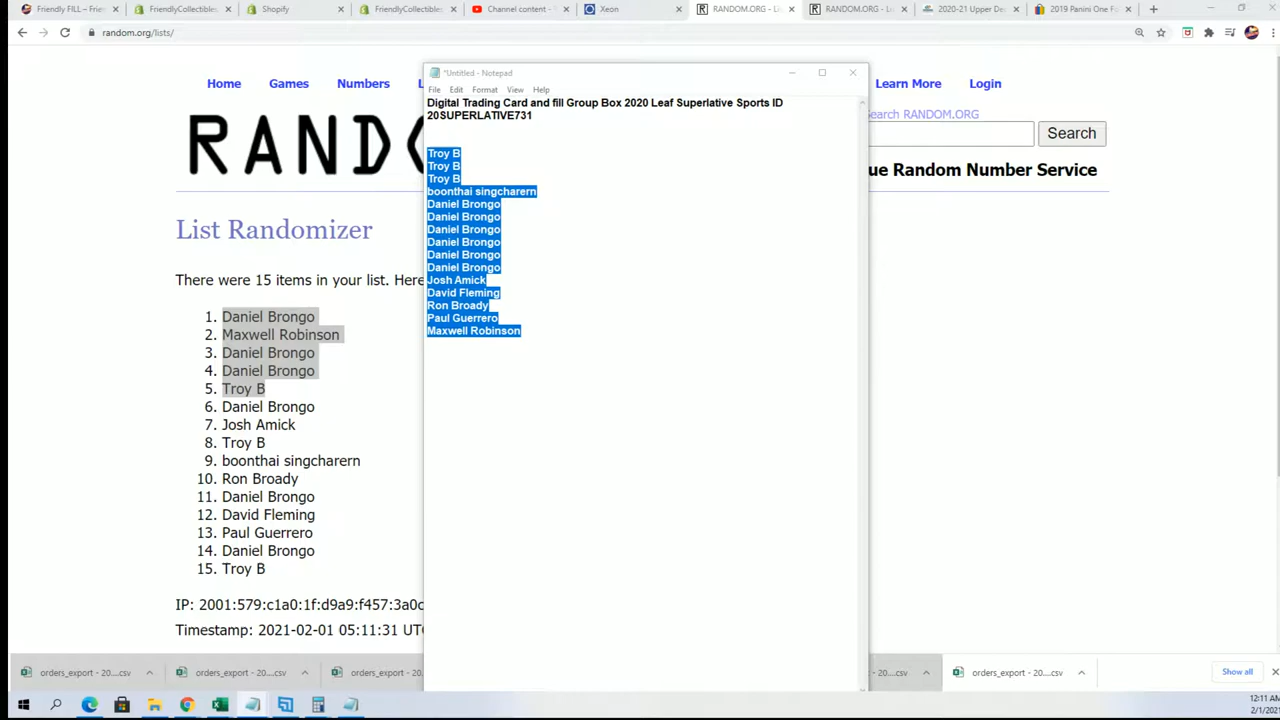 Friendly FILL – Frie
FriendlyCollectibles
Shopify
FriendlyCollectibles
Channel content -
Xeon
RANDOM.ORG - Li
RANDOM.ORG - Li
2020-21 Upper De
2019 Panini One Fo
random.org/lists/
Home
Games
Numbers
L
Learn More
Login
Search RANDOM.ORG
Search
RAND
ue Random Number Service
List Randomizer
There were 15 items in your list. Here
1. Daniel Brongo
2. Maxwell Robinson
3. Daniel Brongo
4. Daniel Brongo
5. Troy B
6. Daniel Brongo
7. Josh Amick
8. Troy B
9. boonthai singcharern
10. Ron Broady
11. Daniel Brongo
12. David Fleming
13. Paul Guerrero
14. Daniel Brongo
15. Troy B
IP: 2001:579:c1a0:1f:d9a9:f457:3a0c
Timestamp: 2021-02-01 05:11:31 UTC
*Untitled - Notepad
File Edit Format View Help
Digital Trading Card and fill Group Box 2020 Leaf Superlative Sports ID
20SUPERLATIVE731
Troy B
Troy B
Troy B
boonthai singcharern
Daniel Brongo
Daniel Brongo
Daniel Brongo
Daniel Brongo
Daniel Brongo
Daniel Brongo
Josh Amick
David Fleming
Ron Broady
Paul Guerrero
Maxwell Robinson
orders_export - 20....csv
orders_export - 20....csv
orders_export - 20.
...csv
orders_export - 20....csv
Show all
12:11 AM
2/1/2021